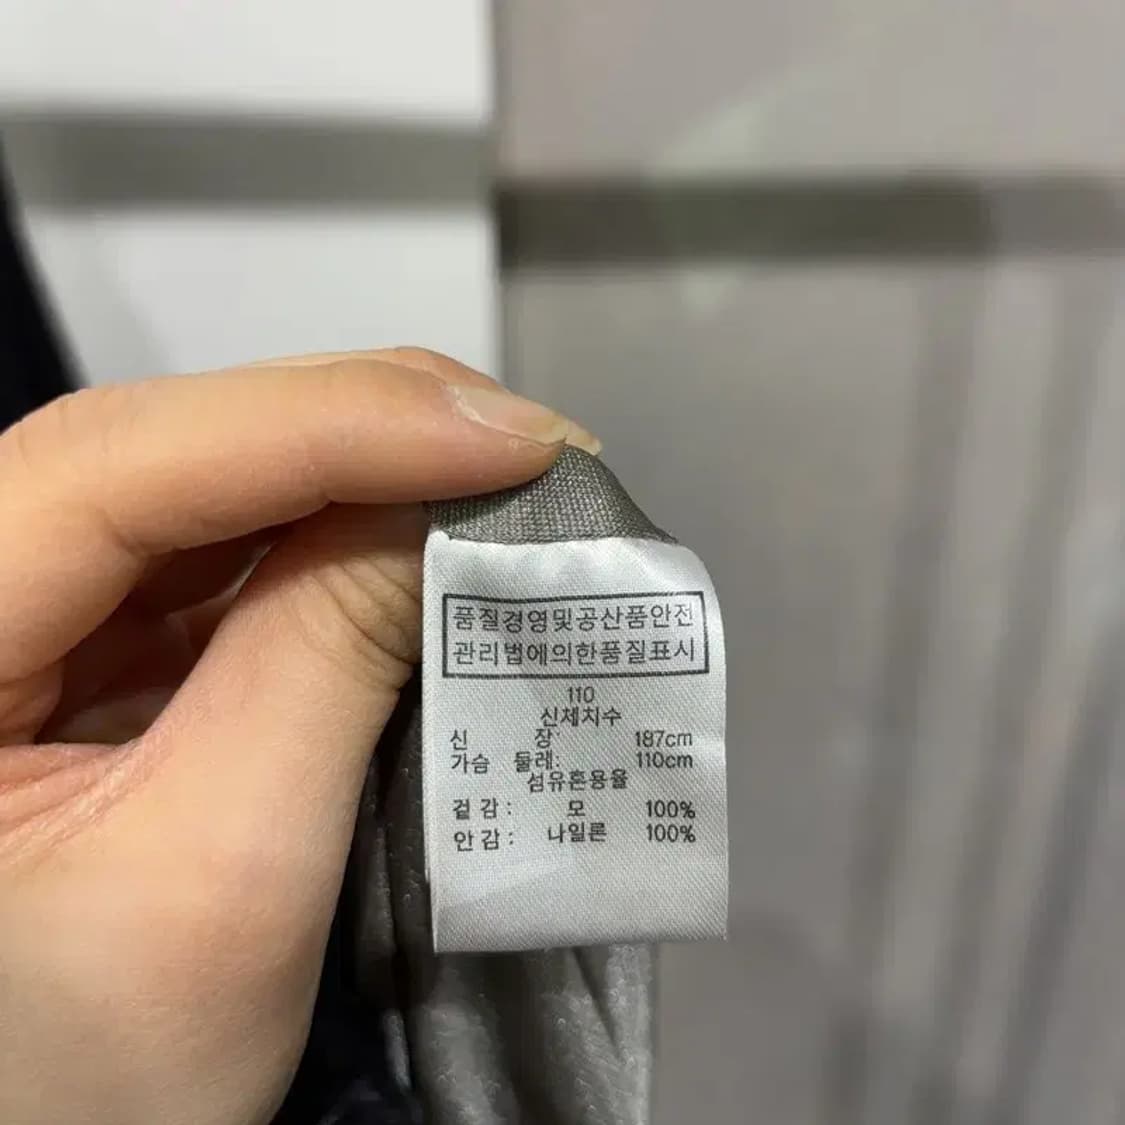 품질경영및공산품안전
관리법에의한품질표시
110
신체치수
신 장: 187cm
가슴 둘레: 110cm
섬유혼용율
겉감: 모 100%
안감: 나일론 100%